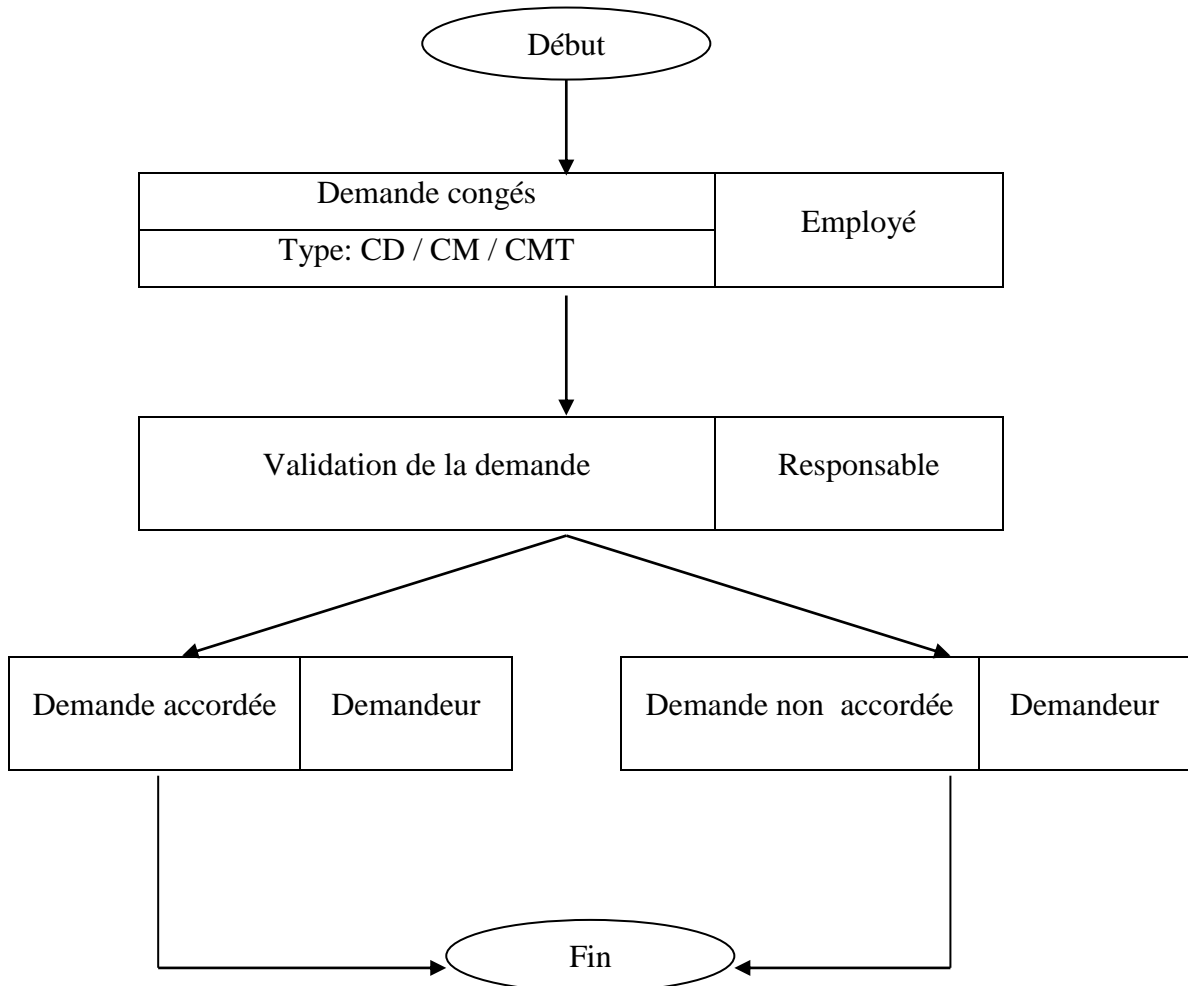 Début
Demande congés
Employé
Type: CD / CM / CMT
Validation de la demande
Responsable
Demande accordée
Demandeur
Demande non  accordée
Demandeur
Fin